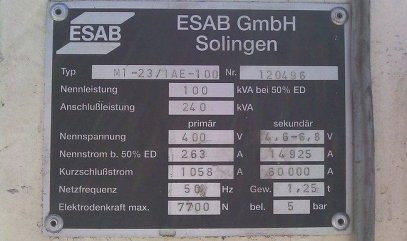 ESAB
ESAB GmbH
Solingen
Typ M1-23/1AE-100 Nr. 120496
Nennleistung 100 kVA bei 50% ED
Anschlußleistung 240 kVA
primär sekundär
Nennspannung 400 V 4,6-6,8 V
Nennstrom b. 50% ED 263 A 14925 A
Kurzschlußstrom 1058 A 60000 A
Netzfrequenz 50 Hz Gew. 1,25 t
Elektrodenkraft max. 7700 N bel. 5 bar